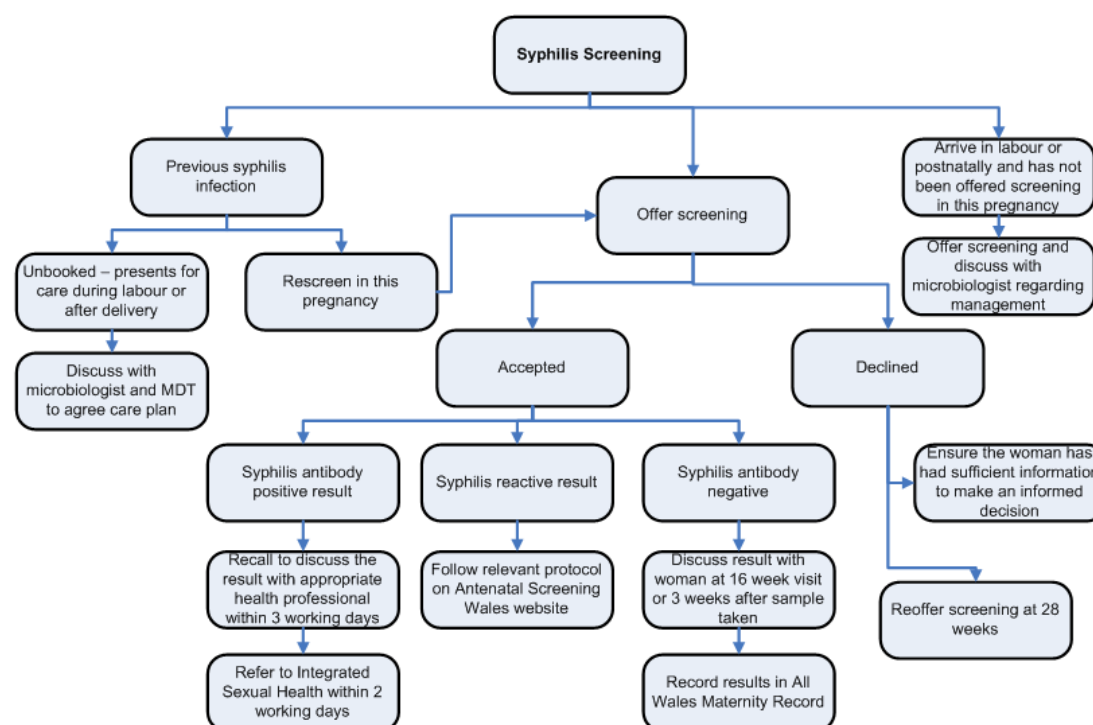 Syphilis Screening
Previous syphilis
infection
Offer screening
Arrive in labour or
postnatally and has not
been offered screening
in this pregnancy
Unbooked – presents for
care during labour or
after delivery
Rescreen in this
pregnancy
Offer screening and
discuss with
microbiologist regarding
management
Discuss with
microbiologist and MDT
to agree care plan
Accepted
Declined
Syphilis antibody
positive result
Syphilis reactive result
Syphilis antibody
negative
Ensure the woman has
had sufficient information
to make an informed
decision
Recall to discuss the
result with appropriate
health professional
within 3 working days
Follow relevant protocol
on Antenatal Screening
Wales website
Discuss result with
woman at 16 week visit
or 3 weeks after sample
taken
Reoffer screening at 28
weeks
Refer to Integrated
Sexual Health within 2
working days
Record results in All
Wales Maternity Record